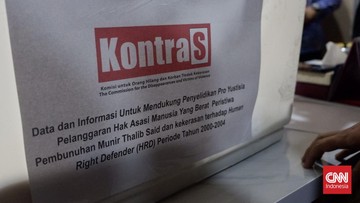 KontraS
Komisi untuk Orang Hilang dan Korban Tindak Kekerasan
The Commission for the Disappeared and Victims of Violence
Data dan Informasi Untuk Mendukung Penyelidikan Pro Yustisia
Pelanggaran Hak Asasi Manusia Yang Berat Peristiwa
Pembunuhan Munir Thalib Said dan kekerasan terhadap Human
Right Defender (HRD) Periode Tahun 2000-2004
CNN
Indonesia